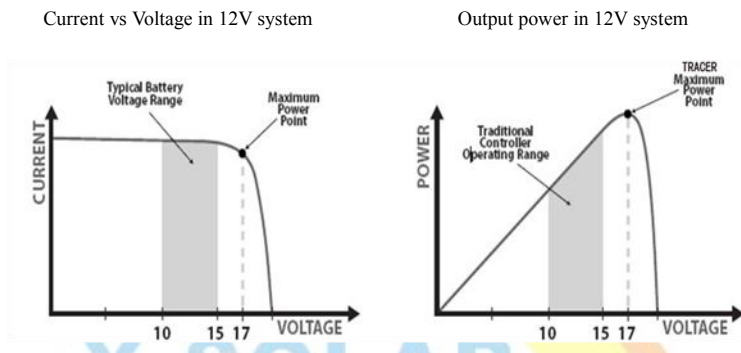 Current vs Voltage in 12V system
Typical Battery
Voltage Range
Maximum
Power
Point
CURRENT
10 15 17 VOLTAGE
Output power in 12V system
TRACER
Maximum
Power
Point
Traditional
Controller
Operating Range
POWER
10 15 17 VOLTAGE